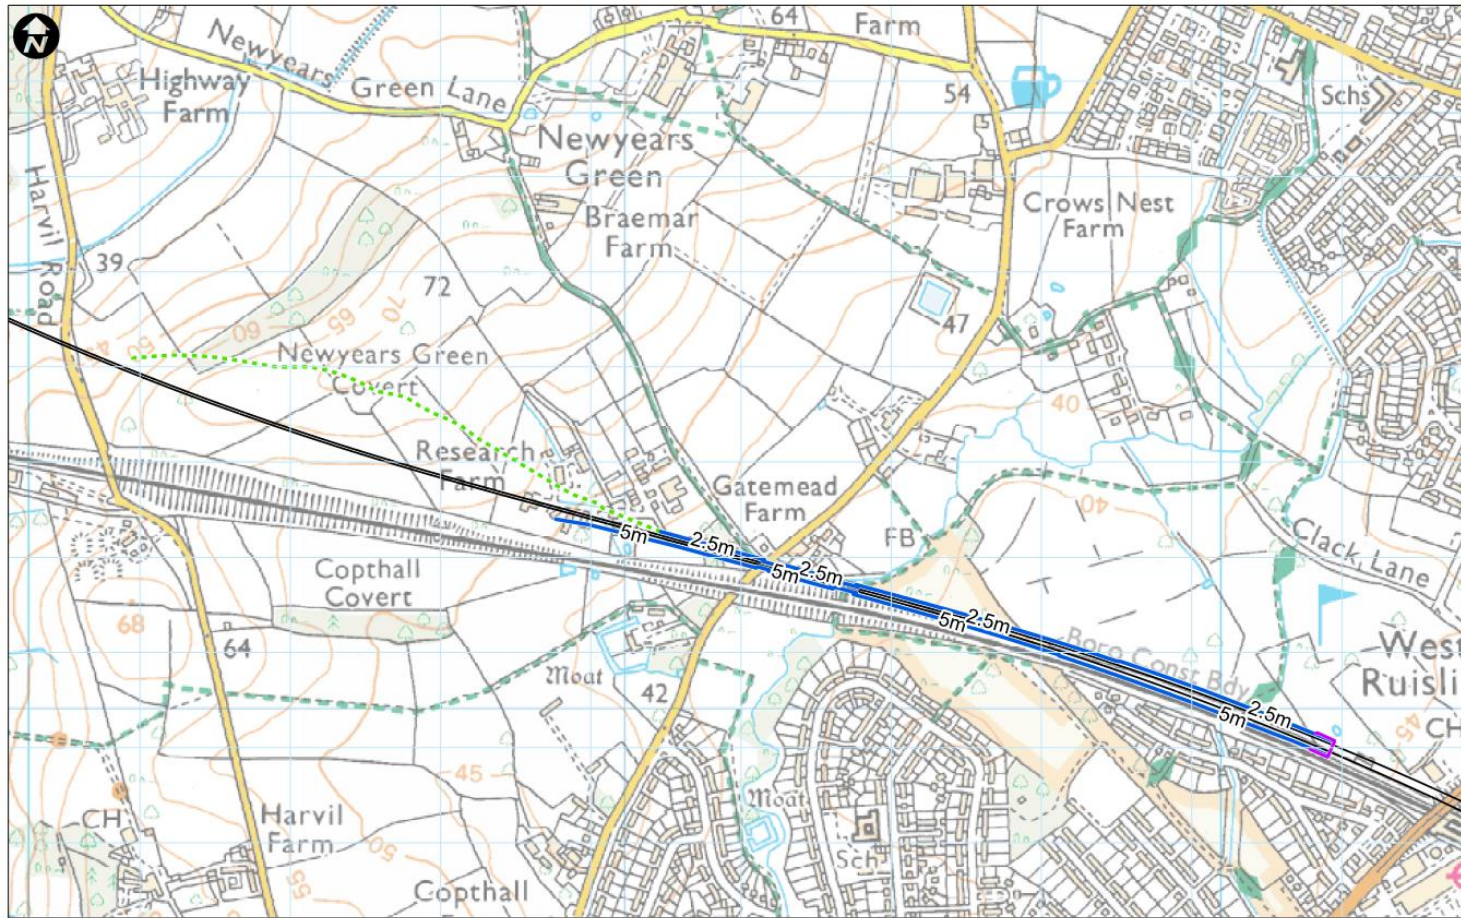 N
64
Farm
Newyears
Green Lane
Highway
Farm
54
Schs
Newyears
Green
Braemar
Farm
Crows Nest
Farm
Harvil Road
39
72
47
60
65
70
60
Newyears Green
Covert
40
Research
Farm
Gatemead
Farm
40
FB
Clack Lane
5m
2.5m
5m
2.5m
Copthall
Covert
5m
2.5m
68
64
Boro Const Bdy
West
Ruisli
Moat
42
2.5m
5m
CH
45
45
Moat
CH
Harvil
Farm
50
Sch
55
Copthall